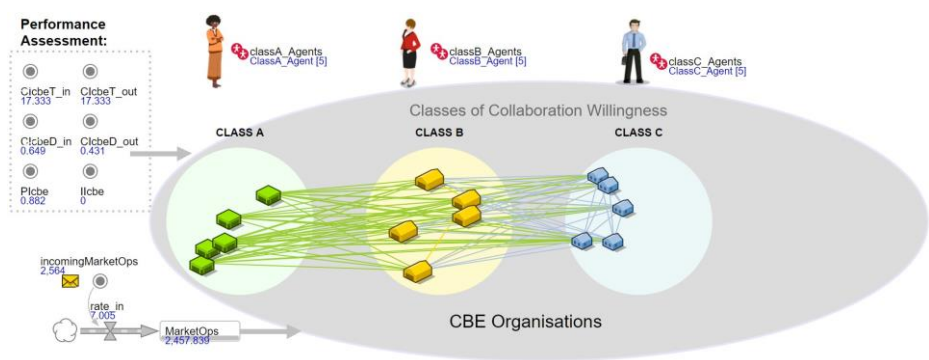 Performance
Assessment:
CIcbeT_in
17.333
CIcbeT_out
17.333
CIcbeD_in
0.649
CIcbeD_out
0.431
PIcbe
0.882
IIcbe
0
classA_Agents
ClassA_Agent [5]
classB_Agents
ClassB_Agent [5]
classC_Agents
ClassC_Agent [5]
Classes of Collaboration Willingness
CLASS A
CLASS B
CLASS C
incomingMarketOps
2,564
rate_in
7.005
MarketOps
2,457.839
CBE Organisations